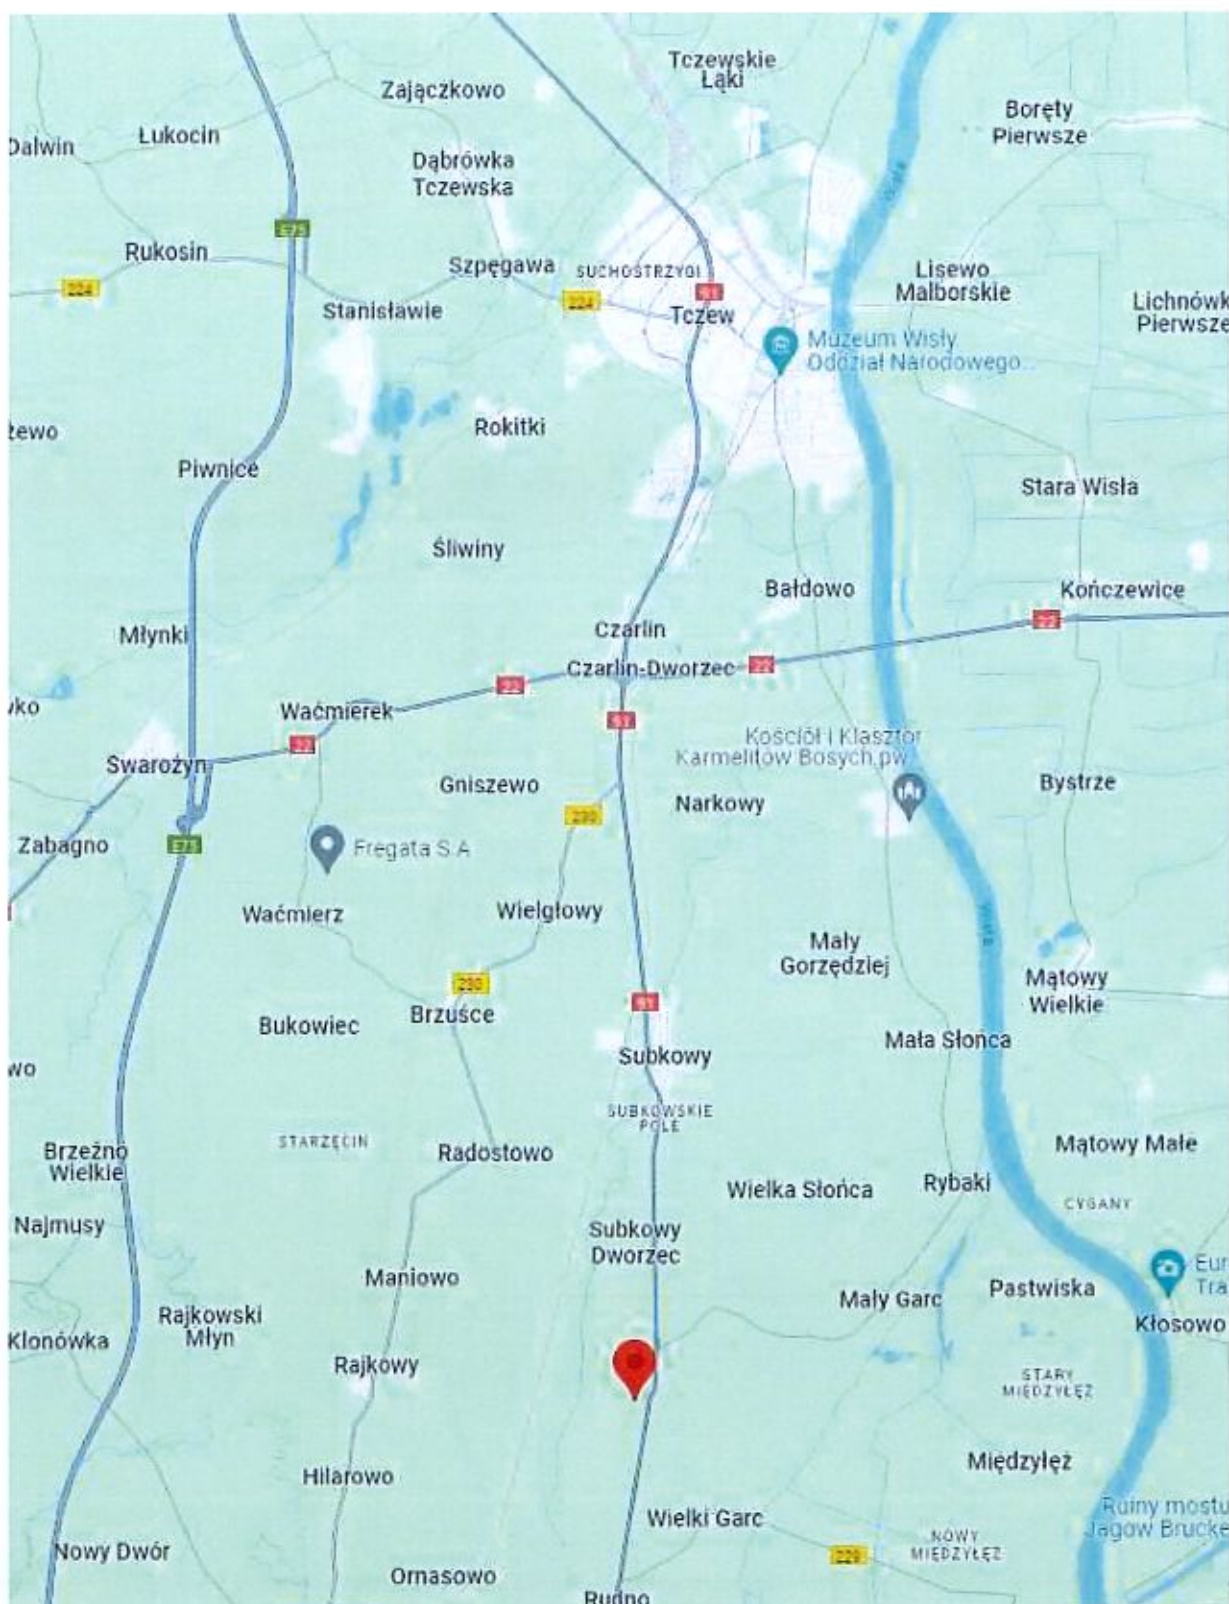 Tczewskie
Łąki
Zajączkowo
Boręty
Pierwsze
Łukocin
Dalwin
Dąbrówka
Tczewska
E75
Rukosin
Szpęgawa
SUCHOSTRZYGI
Lisewo
Malborskie
224
224
91
Stanisławie
Tczew
Lichnówk
Pierwsze
Muzeum Wisły
Oddział Narodowego...
żewo
Rokitki
Piwnice
Stara Wisła
Śliwiny
Bałdowo
Kończewice
22
Młynki
Czarlin
Czarlin-Dworzec
22
22
wko
Waćmierek
91
22
Kościół i Klasztor
Karmelitów Bosych pw
Swarożyn
Gniszewo
Narkowy
Bystrze
230
Zabagno
E75
Fregata S.A
Waćmierz
Wielgłowy
Wisła
Mały
Gorzędziej
Mątowy
Wielkie
230
91
Bukowiec
Brzuśce
Mała Słońca
Subkowy
wo
SUBKOWSKIE
POLE
STARZĘCIN
Brzeźno
Wielkie
Radostowo
Mątowy Małe
Wielka Słońca
Rybaki
CYGANY
Najmusy
Subkowy
Dworzec
Eur
Tra
Maniowo
Pastwiska
Mały Garc
Rajkowski
Młyn
Kłosowo
Klonówka
Rajkowy
STARY
MIĘDZYŁĘŻ
Hilarowo
Międzyłęż
Wielki Garc
Ruiny mostu
Jagow Brucke
NOWY
MIĘDZYŁĘŻ
229
Nowy Dwór
Ornasowo
Rudno